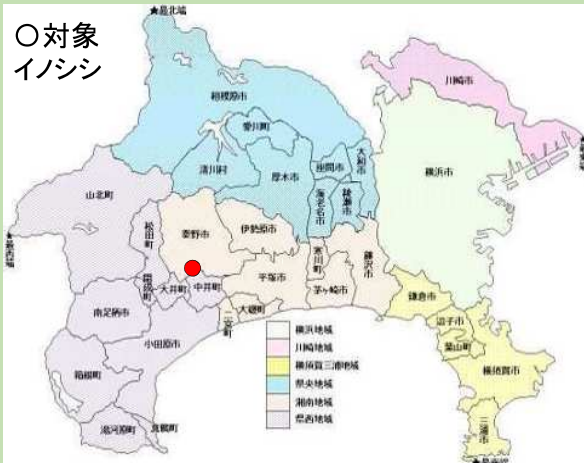 ★最北端
○対象
イノシシ
川崎市
相模原市
愛川町
清川村
厚木市
座間市
大和市
海老名市
綾瀬市
横浜市
山北町
松田町
秦野市
伊勢原市
寒川町
藤沢市
★最西端
開成町
大井町
中井町
平塚市
茅ヶ崎市
鎌倉市
南足柄市
二宮町
大磯町
逗子市
葉山町
小田原市
横浜地域
川崎地域
横須賀三浦地域
県央地域
湘南地域
県西地域
横須賀市
箱根町
三浦市
湯河原町
真鶴町
★最南端